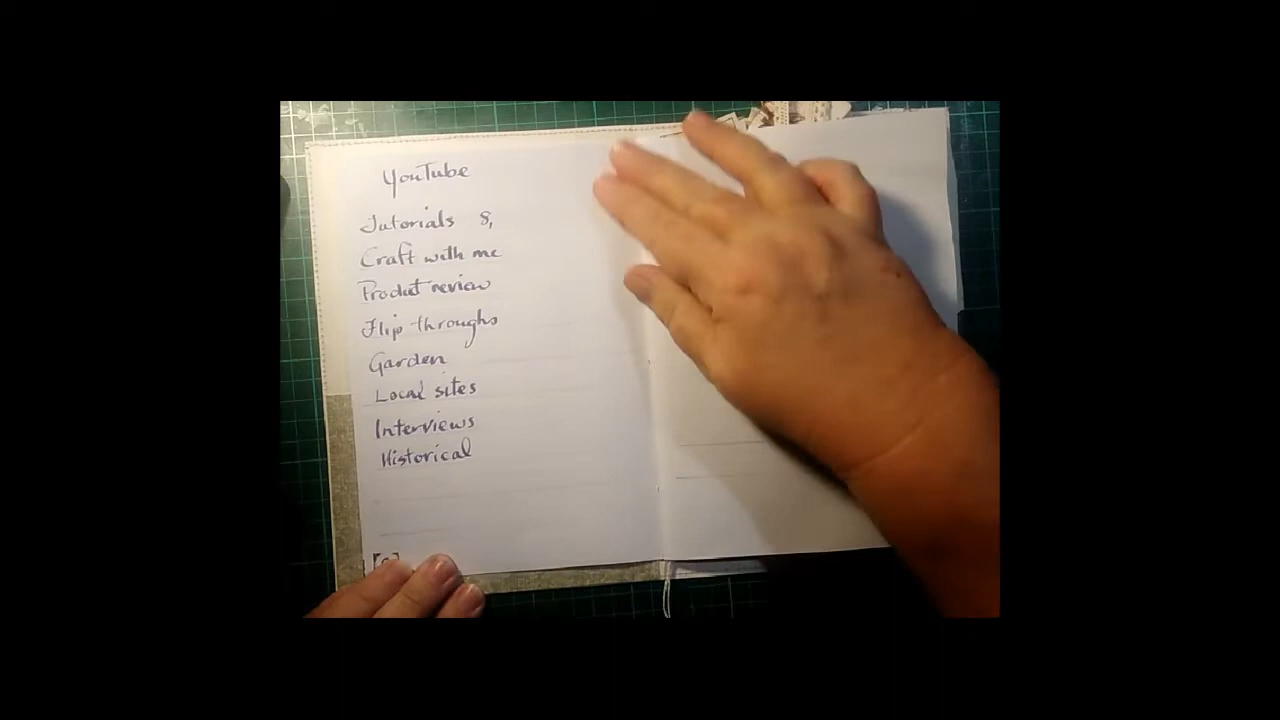 YouTube
Tutorials 8,
Craft with me
Product review
Flip throughs
Garden
Local sites
Interviews
Historical